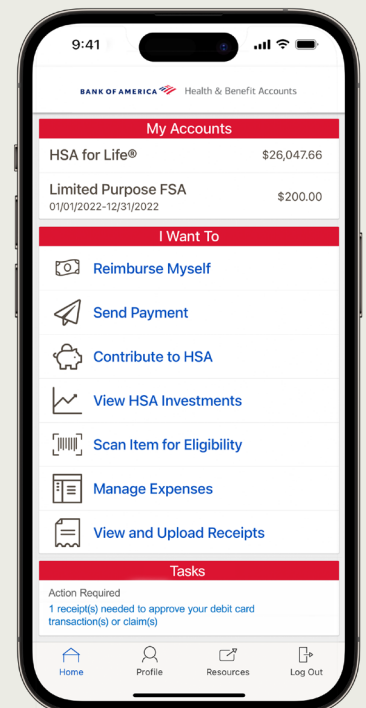 9:41
BANK OF AMERICA Health & Benefit Accounts
My Accounts
HSA for Life® $26,047.66
Limited Purpose FSA $200.00
01/01/2022-12/31/2022
I Want To
Reimburse Myself
Send Payment
Contribute to HSA
View HSA Investments
Scan Item for Eligibility
Manage Expenses
View and Upload Receipts
Tasks
Action Required
1 receipt(s) needed to approve your debit card
transaction(s) or claim(s)
Home Profile Resources Log Out